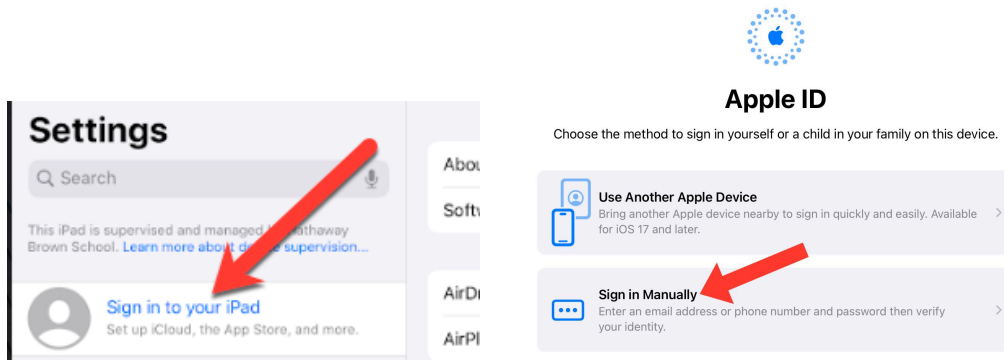 Settings
Search
This iPad is supervised and managed
Brown School. Learn more about supervision...
Sign in to your iPad
Set up iCloud, the App Store, and more.
Abou
Softw
AirD
AirPl
Apple ID
Choose the method to sign in yourself or a child in your family on this device.
Use Another Apple Device
Bring another Apple device nearby to sign in quickly and easily. Available
for iOS 17 and later.
Sign in Manually
Enter an email address or phone number and password then verify
your identity.